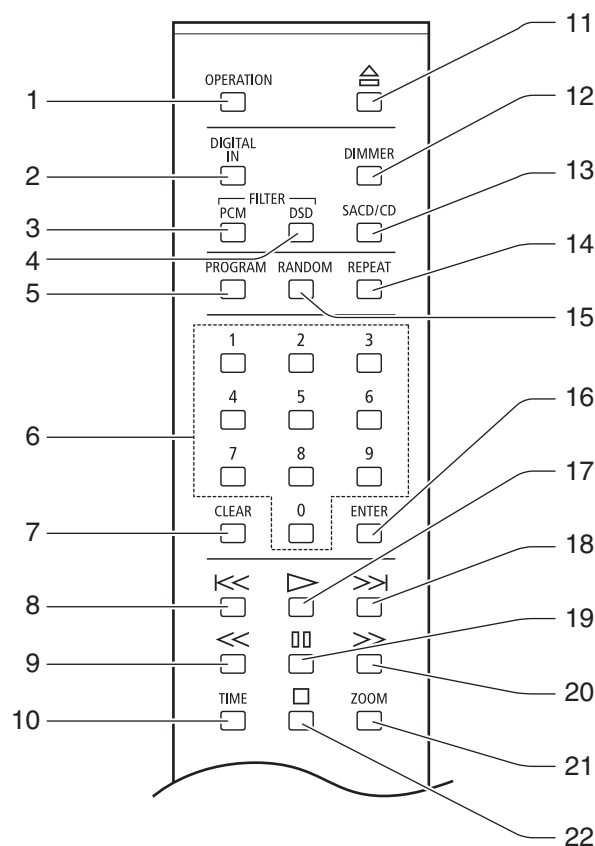 11
OPERATION
1
12
DIGITAL
IN
DIMMER
2
13
FILTER
PCM
DSD
SACD/CD
3
4
14
PROGRAM
RANDOM
REPEAT
5
15
1
2
3
4
5
6
16
6
7
8
9
17
CLEAR
0
ENTER
7
18
8
19
9
20
TIME
ZOOM
10
21
22